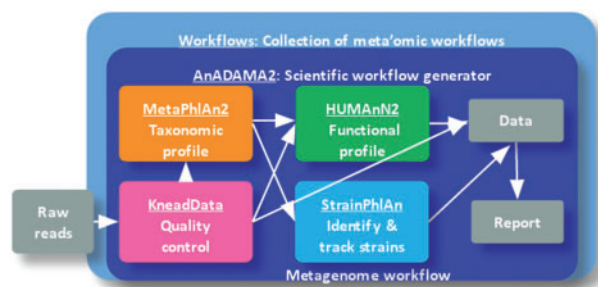 Workflows: Collection of meta'omic workflows
AnADAMA2: Scientific workflow generator
MetaPhlAn2
Taxonomic
profile
HUMAnN2
Functional
profile
Data
Raw
reads
KneadData
Quality
control
StrainPhlAn
Identify &
track strains
Report
Metagenome workflow